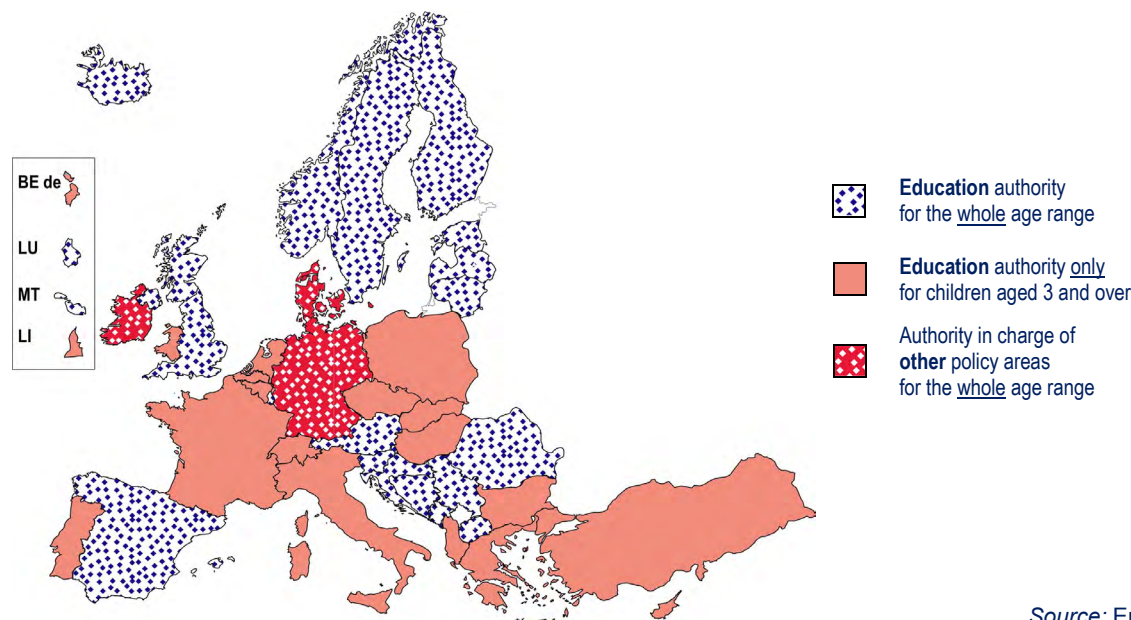 BE de
LU
MT
LI
Education authority
for the whole age range
Education authority only
for children aged 3 and over
Authority in charge of
other policy areas
for the whole age range
Source: